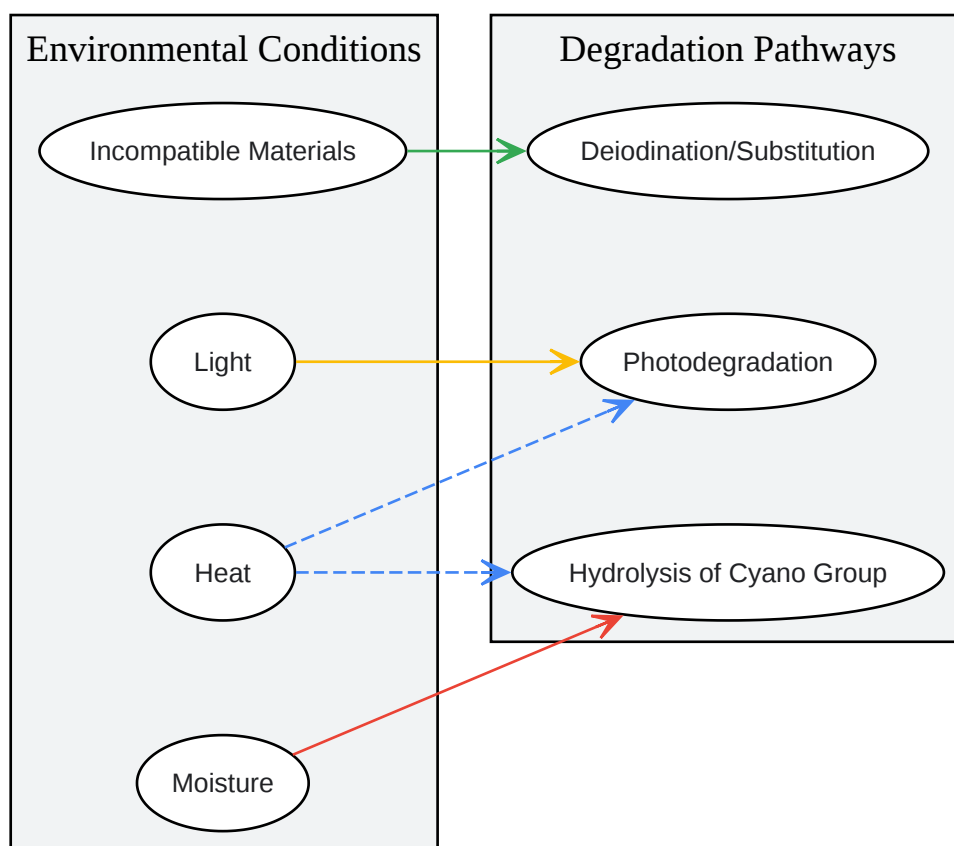 Environmental Conditions
Degradation Pathways
Incompatible Materials
Deiodination/Substitution
Light
Photodegradation
Heat
Hydrolysis of Cyano Group
Moisture